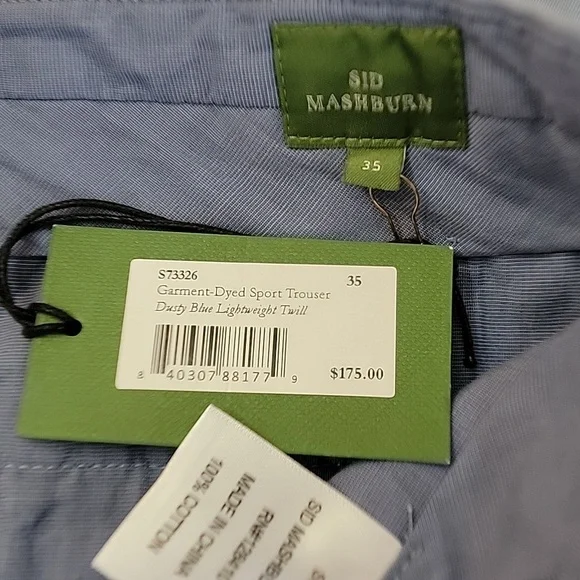 SID
MASHBURN
35
S73326 35
Garment-Dyed Sport Trouser
Dusty Blue Lightweight Twill
8 40307 88177 9
$175.00
100% COTTON
MADE IN CHINA
SID MASHBU